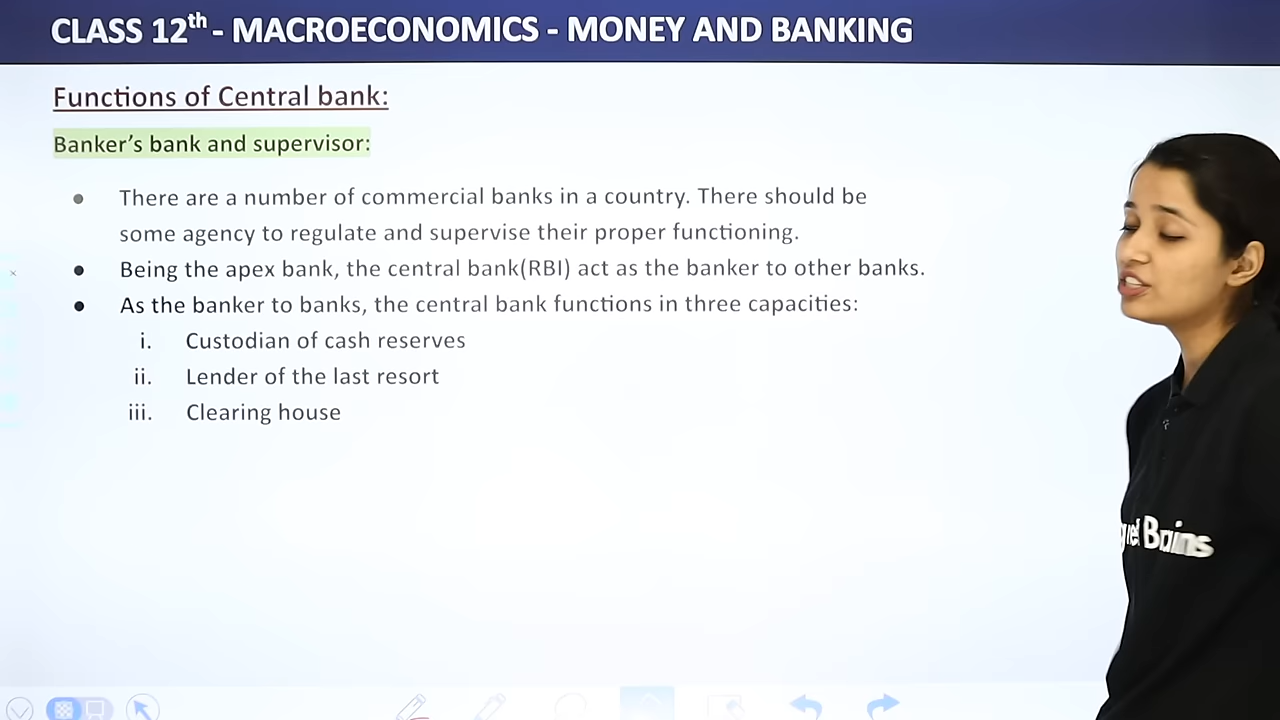 CLASS 12th - MACROECONOMICS - MONEY AND BANKING
Functions of Central bank:
Banker's bank and supervisor:
• There are a number of commercial banks in a country. There should be
some agency to regulate and supervise their proper functioning.
• Being the apex bank, the central bank(RBI) act as the banker to other banks.
• As the banker to banks, the central bank functions in three capacities:
i. Custodian of cash reserves
ii. Lender of the last resort
iii. Clearing house
Bains